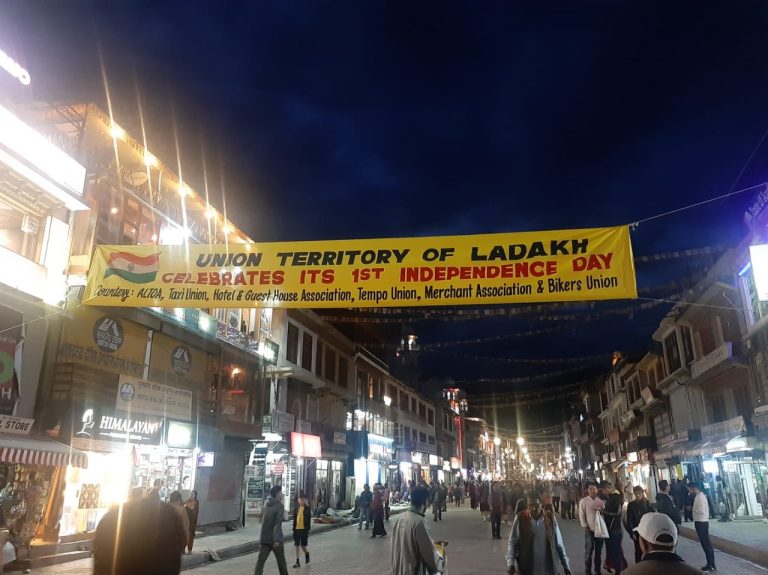 UNION TERRITORY OF LADAKH
CELEBRATES ITS 1ST INDEPENDENCE DAY
Courtesy: ALTOA, Taxi Union, Hotel & Guest House Association, Tempo Union, Merchant Association & Bikers Union
HIMALAYAN